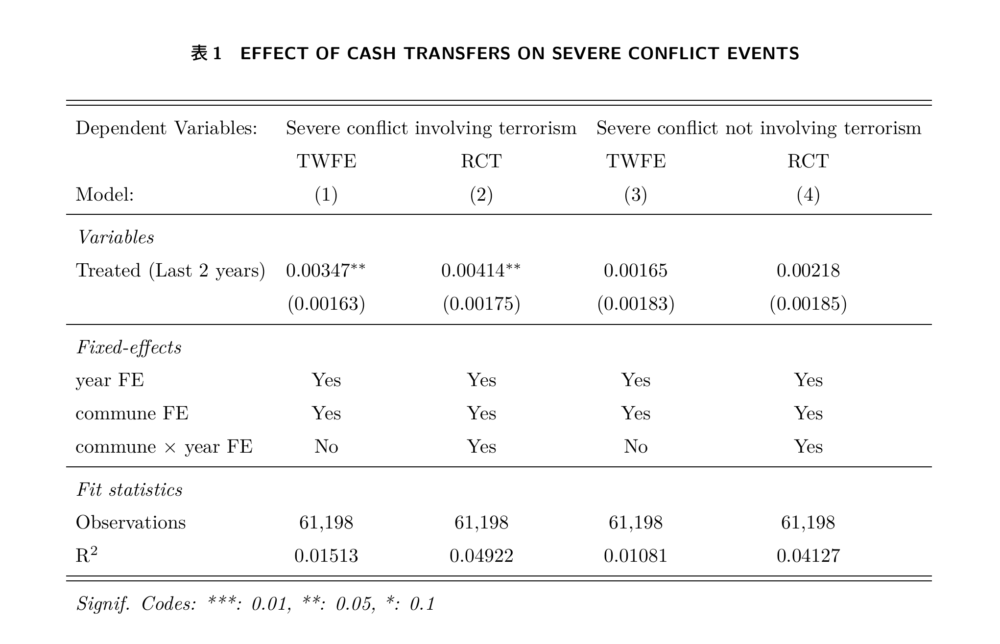 表 1 EFFECT OF CASH TRANSFERS ON SEVERE CONFLICT EVENTS
Dependent Variables: Severe conflict involving terrorism Severe conflict not involving terrorism
TWFE RCT TWFE RCT
Model: (1) (2) (3) (4)
Variables
Treated (Last 2 years) 0.00347** 0.00414** 0.00165 0.00218
(0.00163) (0.00175) (0.00183) (0.00185)
Fixed-effects
year FE Yes Yes Yes Yes
commune FE Yes Yes Yes Yes
commune × year FE No Yes No Yes
Fit statistics
Observations 61,198 61,198 61,198 61,198
R² 0.01513 0.04922 0.01081 0.04127
Signif. Codes: ***: 0.01, **: 0.05, *: 0.1